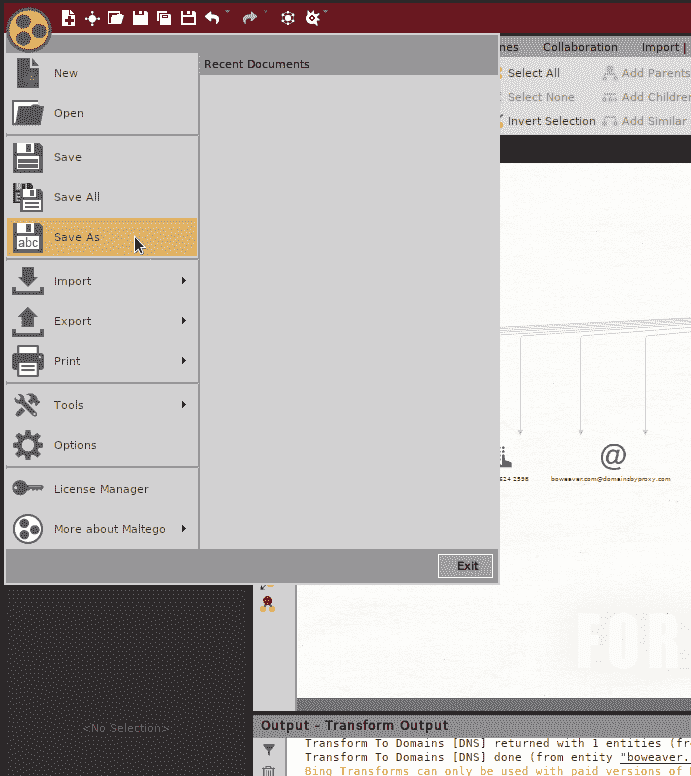 nes Collaboration Import |
Recent Documents
New
Open
Save
Save All
Save As
abc
Import
Export
Print
Tools
Options
License Manager
More about Maltego
Exit
Select All Add Parents
Select None Add Children
Invert Selection Add Similar
@
624 2556 boweaver.com@domainsbyproxy.com
FOR
<No Selection>
Output - Transform Output
Transform To Domains [DNS] returned with 1 entities (fr
Transform To Domains [DNS] done (from entity "boweaver.
Bing Transforms can only be used with paid versions of